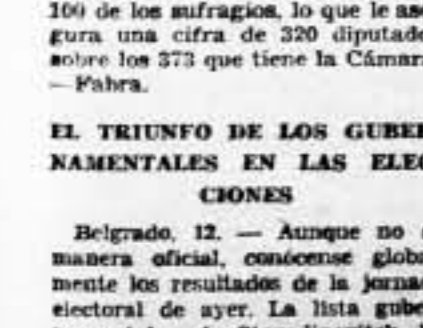 100 de los sufragios, lo que le ase
gura una cifra de 320 diputado
sobre los 373 que tiene la Cámar
— Fabra.
EL TRIUNFO DE LOS GUBER
NAMENTALES EN LAS ELEC
CIONES
Belgrado, 12. — Aunque no
manera oficial, conócense globa
mente los resultados de la jorna
electoral de ayer. La lista gube